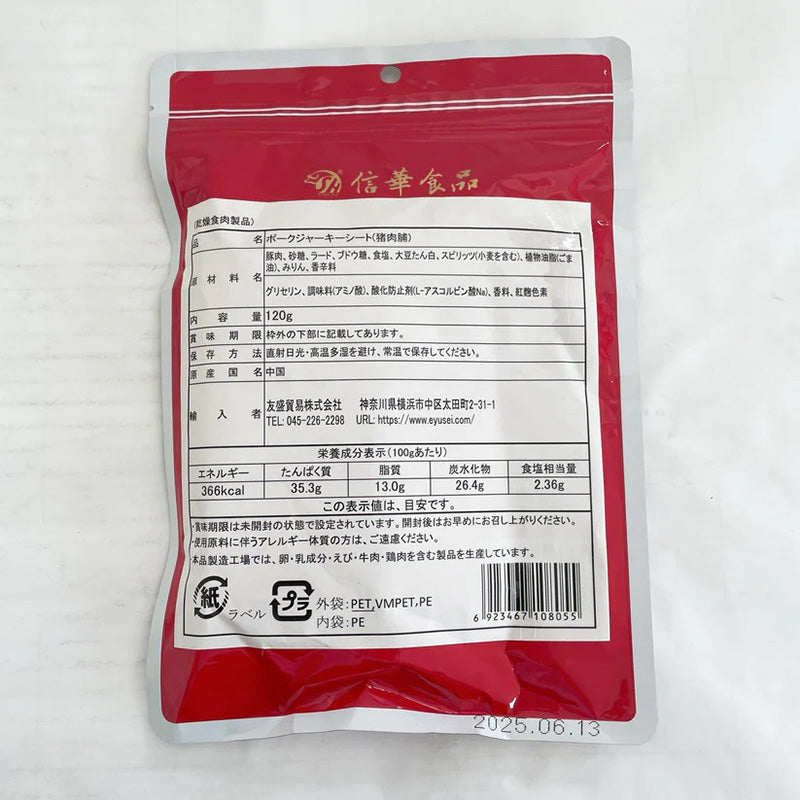 信華食品
(乾燥食肉製品)
品名 ポークジャーキーシート(猪肉脯)
原材料名 豚肉、砂糖、ラード、ブドウ糖、食塩、大豆たん白、スピリッツ(小麦を含む)、植物油脂(ごま
油)、みりん、香辛料
グリセリン、調味料(アミノ酸)、酸化防止剤(L-アスコルビン酸Na)、香料、紅麴色素
内容量 120g
賞味期限 枠外の下部に記載してあります。
保存方法 直射日光・高温多湿を避け、常温で保存してください。
原産国名 中国
輸入者 友盛貿易株式会社 神奈川県横浜市中区太田町2-31-1
TEL: 045-226-2298 URL: https://www.eyusei.com/
栄養成分表示(100gあたり)
エネルギー たんぱく質 脂質 炭水化物 食塩相当量
366kcal 35.3g 13.0g 26.4g 2.36g
この表示値は、目安です。
・賞味期限は未開封の状態で設定されています。開封後はお早めにお召し上がりください。
・使用原料に伴うアレルギー体質の方は、ご遠慮ください。
本品製造工場では、卵・乳成分・えび・牛肉・鶏肉を含む製品を生産しています。
紙 ラベル プラ 外袋:PET,VMPET,PE
内袋:PE
6 923467 108055
2025.06.13